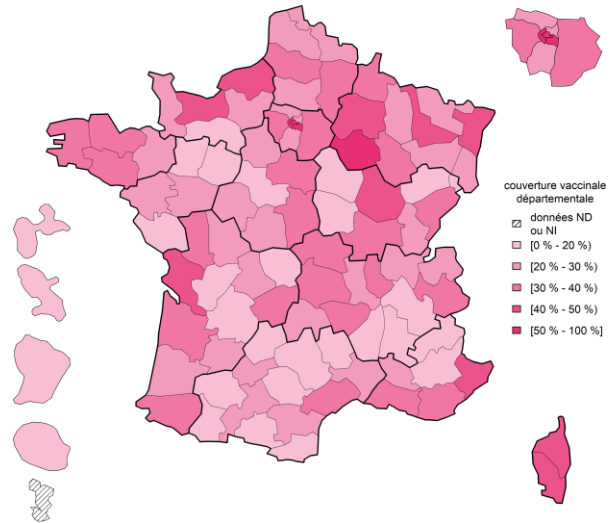 couverture vaccinale
départementale
données ND
ou NI
[0 % - 20 %)
[20 % - 30 %)
[30 % - 40 %)
[40 % - 50 %)
[50 % - 100 %]